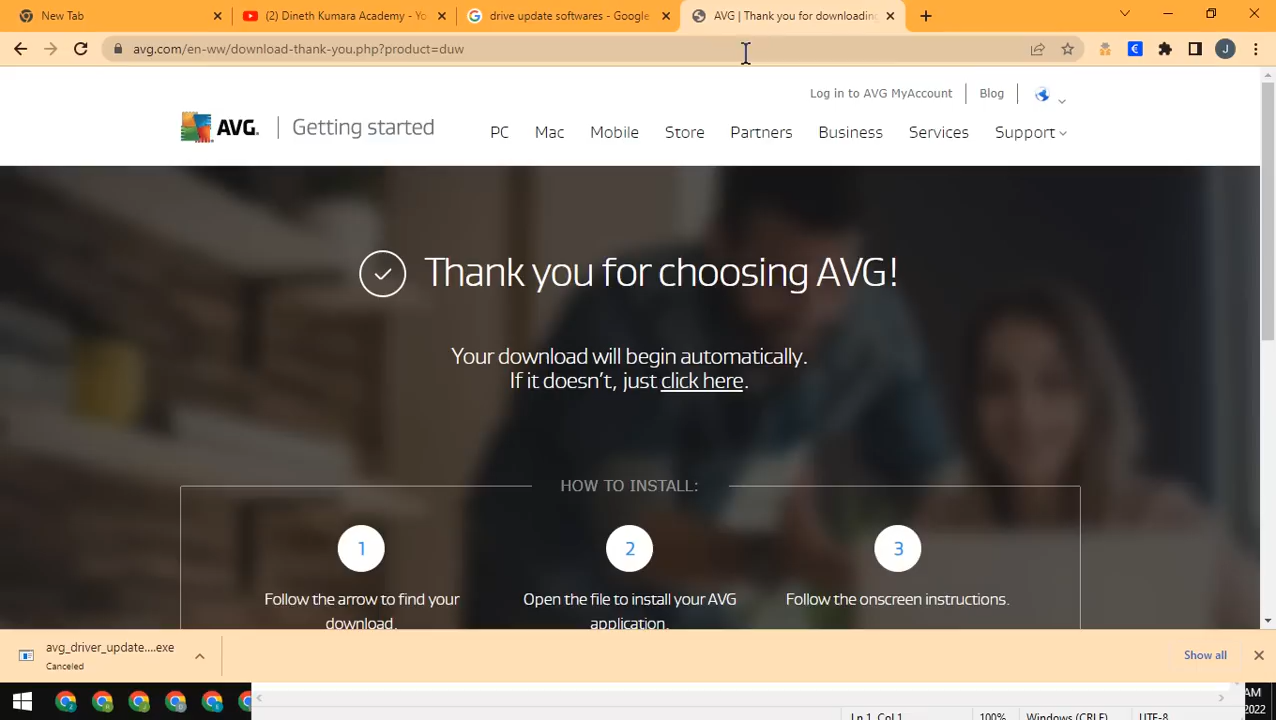 New Tab
(2) Dineth Kumara Academy - Yo
drive update softwares - Google
AVG | Thank you for downloading
avg.com/en-ww/download-thank-you.php?product=duw
J
Log in to AVG MyAccount
Blog
AVG.
Getting started
PC
Mac
Mobile
Store
Partners
Business
Services
Support
Thank you for choosing AVG!
Your download will begin automatically.
If it doesn't, just click here.
HOW TO INSTALL:
1
2
3
Follow the arrow to find your
download.
Open the file to install your AVG
application.
Follow the onscreen instructions.
avg_driver_update....exe
Canceled
Show all
AM
2022
Ln 1, Col 1
100%
Windows (CRLF)
UTF-8